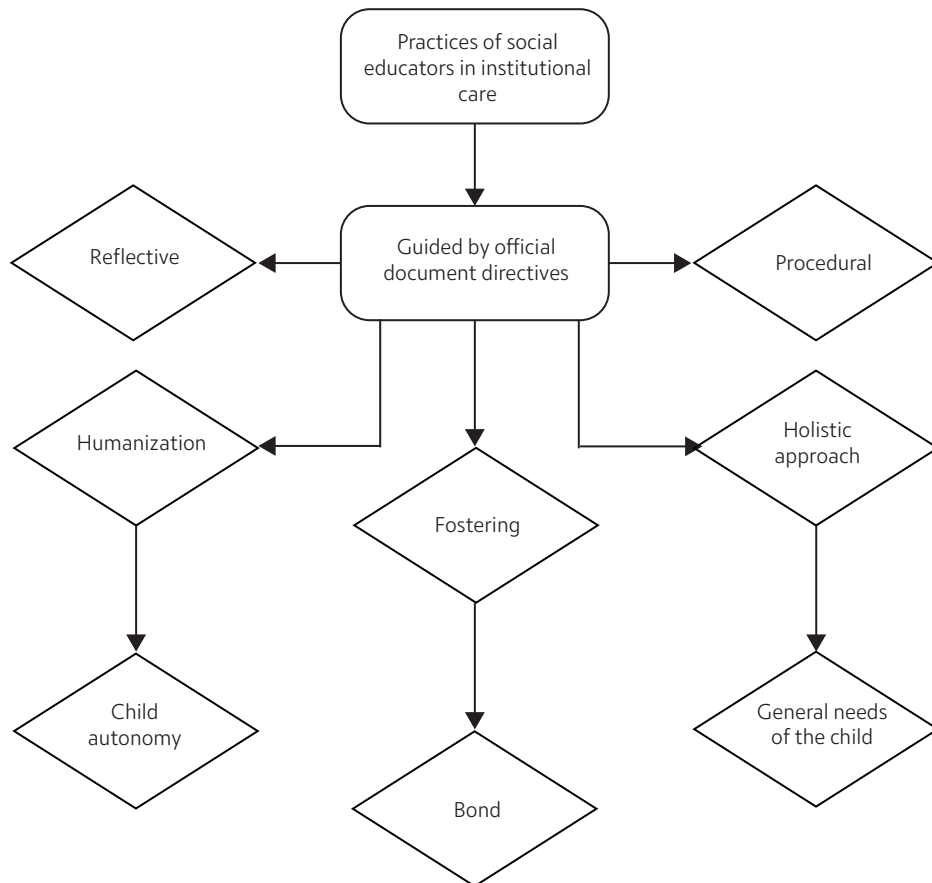 Practices of social
educators in institutional
care
Reflective
Guided by official
document directives
Procedural
Humanization
Holistic
approach
Fostering
Child
autonomy
General needs
of the child
Bond